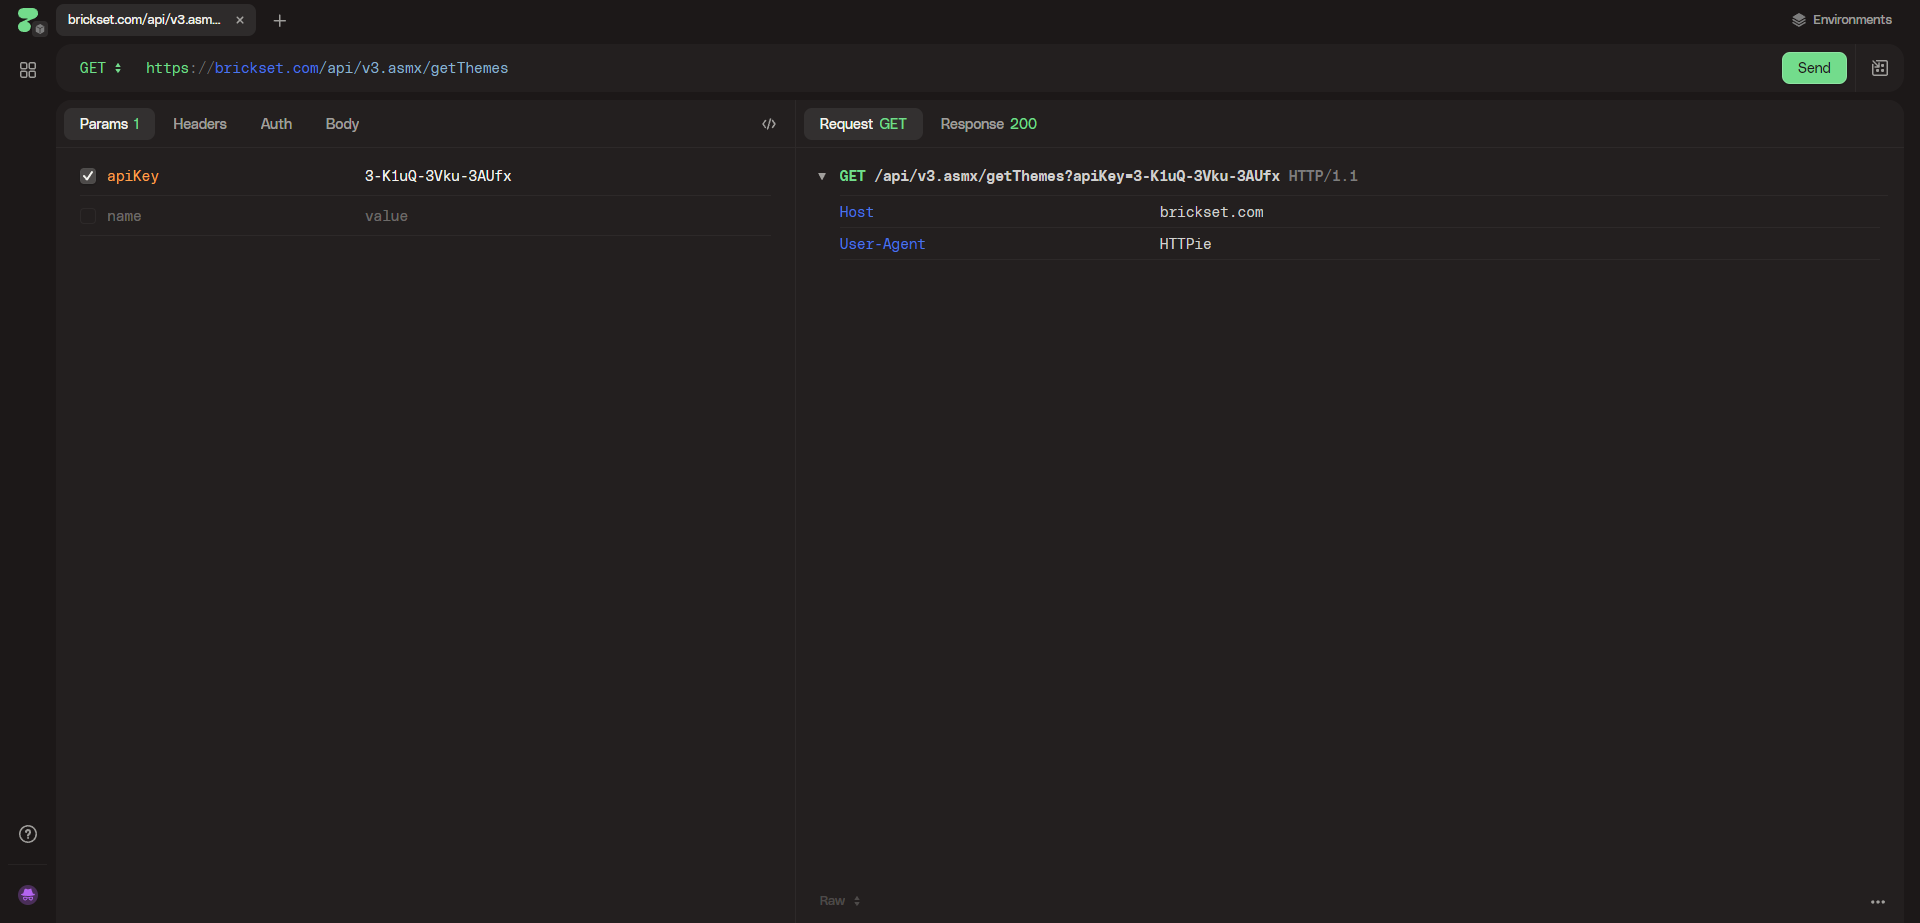 brickset.com/api/v3.asm...
Environments
GET https://brickset.com/api/v3.asmx/getThemes
Send
Params 1 Headers Auth Body
Request GET Response 200
apiKey 3-K1uQ-3Vku-3AUfx
name value
GET /api/v3.asmx/getThemes?apiKey=3-K1uQ-3Vku-3AUfx HTTP/1.1
Host brickset.com
User-Agent HTTPie
Raw